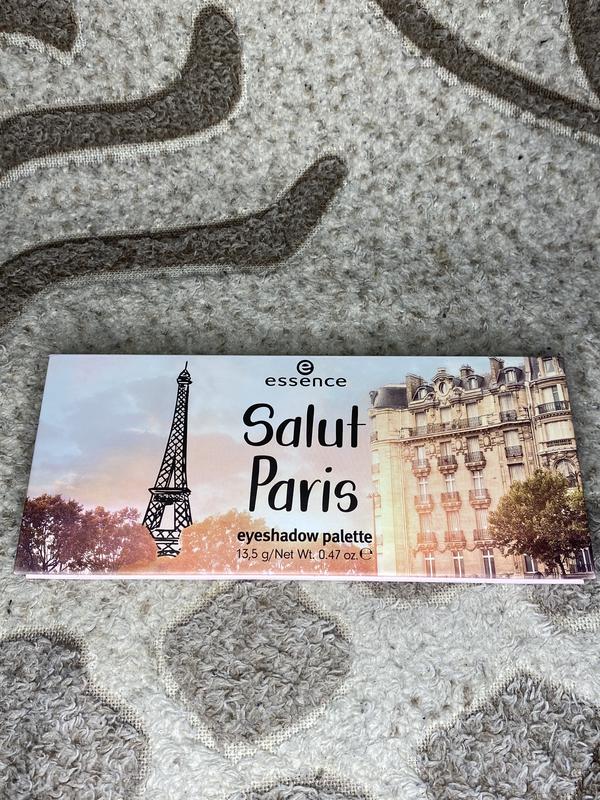 essence
Salut
Paris
eyeshadow palette
13,5 g/Net Wt. 0.47 oz.℮